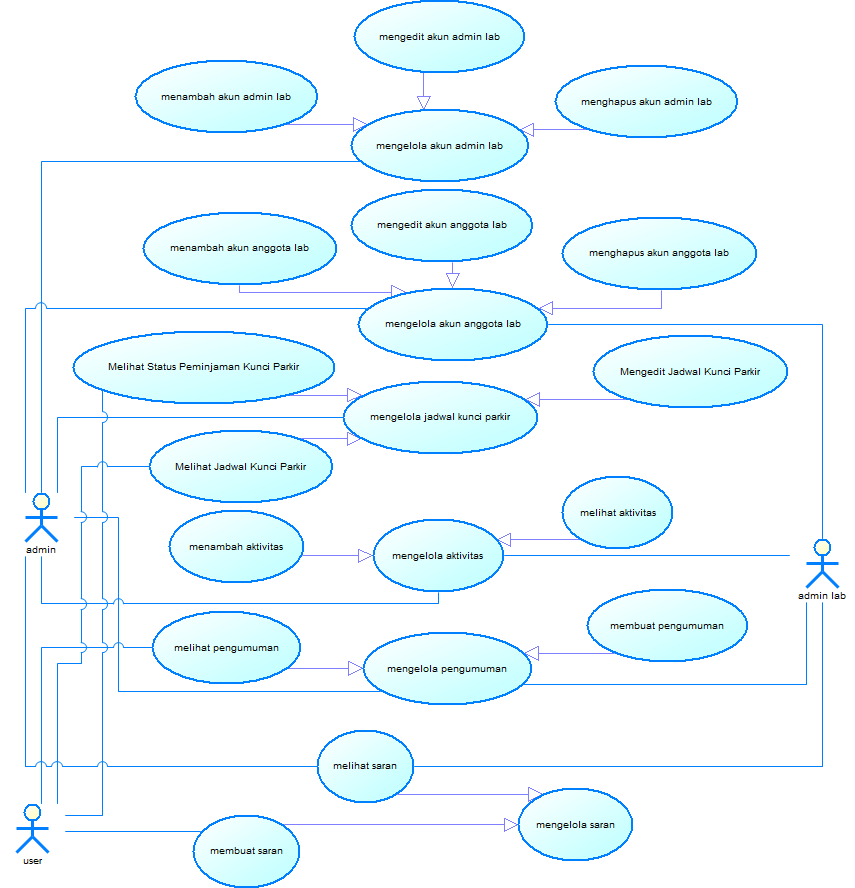 mengedit akun admin lab
menambah akun admin lab
menghapus akun admin lab
mengelola akun admin lab
mengedit akun anggota lab
menambah akun anggota lab
menghapus akun anggota lab
mengelola akun anggota lab
Melihat Status Peminjaman Kunci Parkir
Mengedit Jadwal Kunci Parkir
mengelola jadwal kunci parkir
Melihat Jadwal Kunci Parkir
melihat aktivitas
menambah aktivitas
admin
mengelola aktivitas
admin lab
membuat pengumuman
melihat pengumuman
mengelola pengumuman
melihat saran
mengelola saran
membuat saran
user